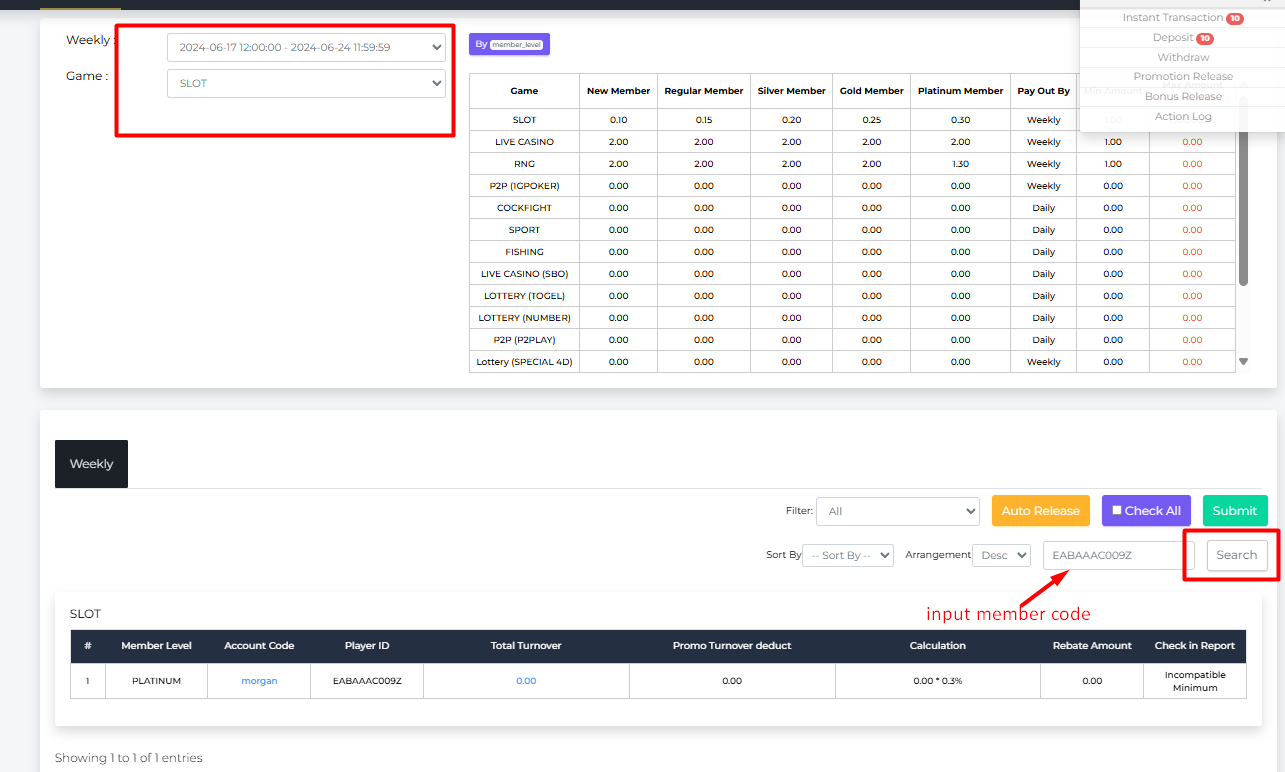 Instant Transaction 10
Deposit 10
Withdraw
Promotion Release
Bonus Release
Action Log
Weekly :
2024-06-17 12:00:00 - 2024-06-24 11:59:59
Game :
SLOT
By member_level
Game New Member Regular Member Silver Member Gold Member Platinum Member Pay Out By Min Amount Max Amount
SLOT 0.10 0.15 0.20 0.25 0.30 Weekly 1.00
LIVE CASINO 2.00 2.00 2.00 2.00 2.00 Weekly 1.00 0.00
RNG 2.00 2.00 2.00 2.00 1.30 Weekly 1.00 0.00
P2P (1GPOKER) 0.00 0.00 0.00 0.00 0.00 Weekly 0.00 0.00
COCKFIGHT 0.00 0.00 0.00 0.00 0.00 Daily 0.00 0.00
SPORT 0.00 0.00 0.00 0.00 0.00 Daily 0.00 0.00
FISHING 0.00 0.00 0.00 0.00 0.00 Daily 0.00 0.00
LIVE CASINO (SBO) 0.00 0.00 0.00 0.00 0.00 Daily 0.00 0.00
LOTTERY (TOGEL) 0.00 0.00 0.00 0.00 0.00 Daily 0.00 0.00
LOTTERY (NUMBER) 0.00 0.00 0.00 0.00 0.00 Daily 0.00 0.00
P2P (P2PLAY) 0.00 0.00 0.00 0.00 0.00 Daily 0.00 0.00
Lottery (SPECIAL 4D) 0.00 0.00 0.00 0.00 0.00 Weekly 0.00 0.00
Weekly
Filter: All Auto Release Check All Submit
Sort By -- Sort By -- Arrangement Desc EABAAAC009Z Search
input member code
SLOT
# Member Level Account Code Player ID Total Turnover Promo Turnover deduct Calculation Rebate Amount Check in Report
1 PLATINUM morgan EABAAAC009Z 0.00 0.00 0.00 * 0.3% 0.00 Incompatible
Minimum
Showing 1 to 1 of 1 entries